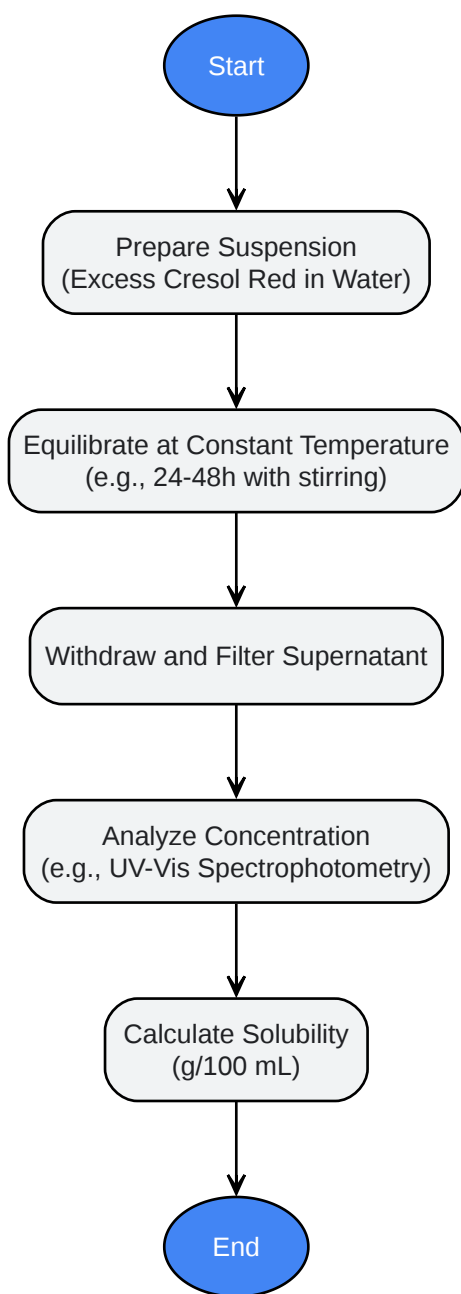 Start
Prepare Suspension
(Excess Cresol Red in Water)
Equilibrate at Constant Temperature
(e.g., 24-48h with stirring)
Withdraw and Filter Supernatant
Analyze Concentration
(e.g., UV-Vis Spectrophotometry)
Calculate Solubility
(g/100 mL)
End